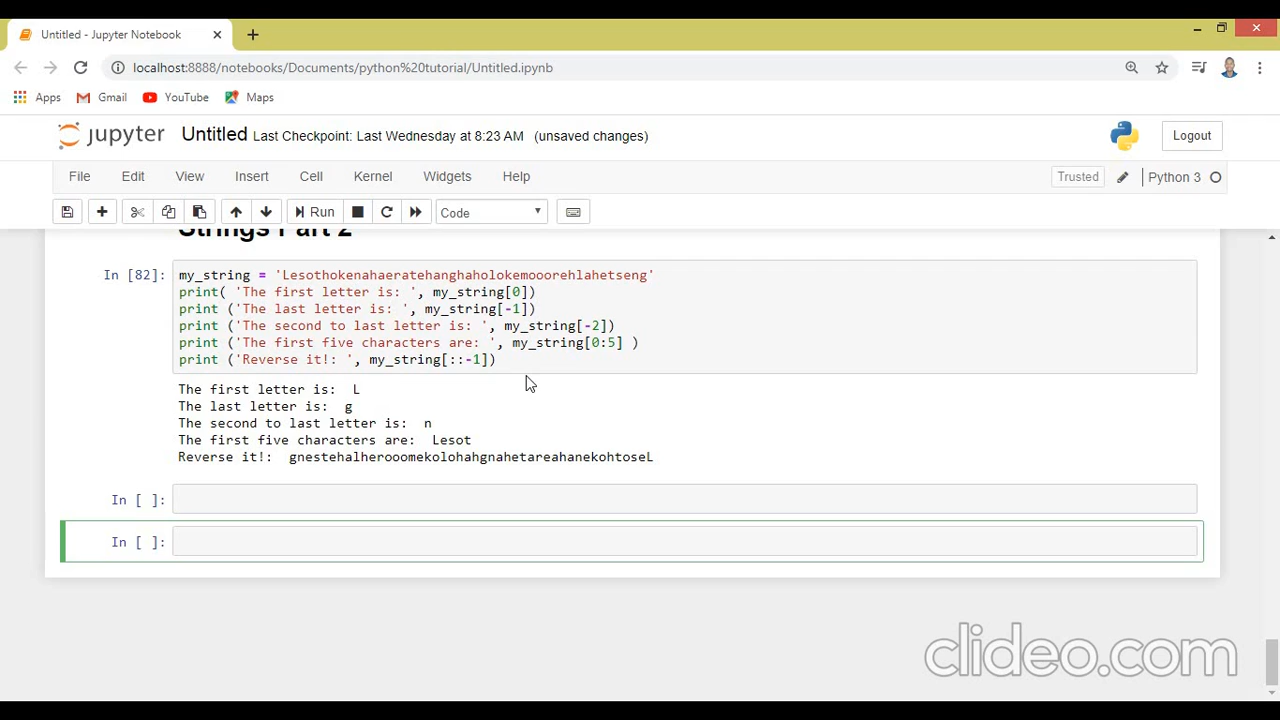 Untitled - Jupyter Notebook
localhost:8888/notebooks/Documents/python%20tutorial/Untitled.ipynb
Apps Gmail YouTube Maps
jupyter Untitled Last Checkpoint: Last Wednesday at 8:23 AM (unsaved changes) Logout
File Edit View Insert Cell Kernel Widgets Help Trusted Python 3
Run Code
Strings Part 2
In [82]: my_string = 'Lesothokenahaeratehanghaholokemooorehlahetseng'
print( 'The first letter is: ', my_string[0])
print ('The last letter is: ', my_string[-1])
print ('The second to last letter is: ', my_string[-2])
print ('The first five characters are: ', my_string[0:5] )
print ('Reverse it!: ', my_string[::-1])
The first letter is:  L
The last letter is:  g
The second to last letter is:  n
The first five characters are:  Lesot
Reverse it!:  gnestehalherooomekolohahgnahetareahanekohtoseL
In [ ]:
In [ ]:
clideo.com